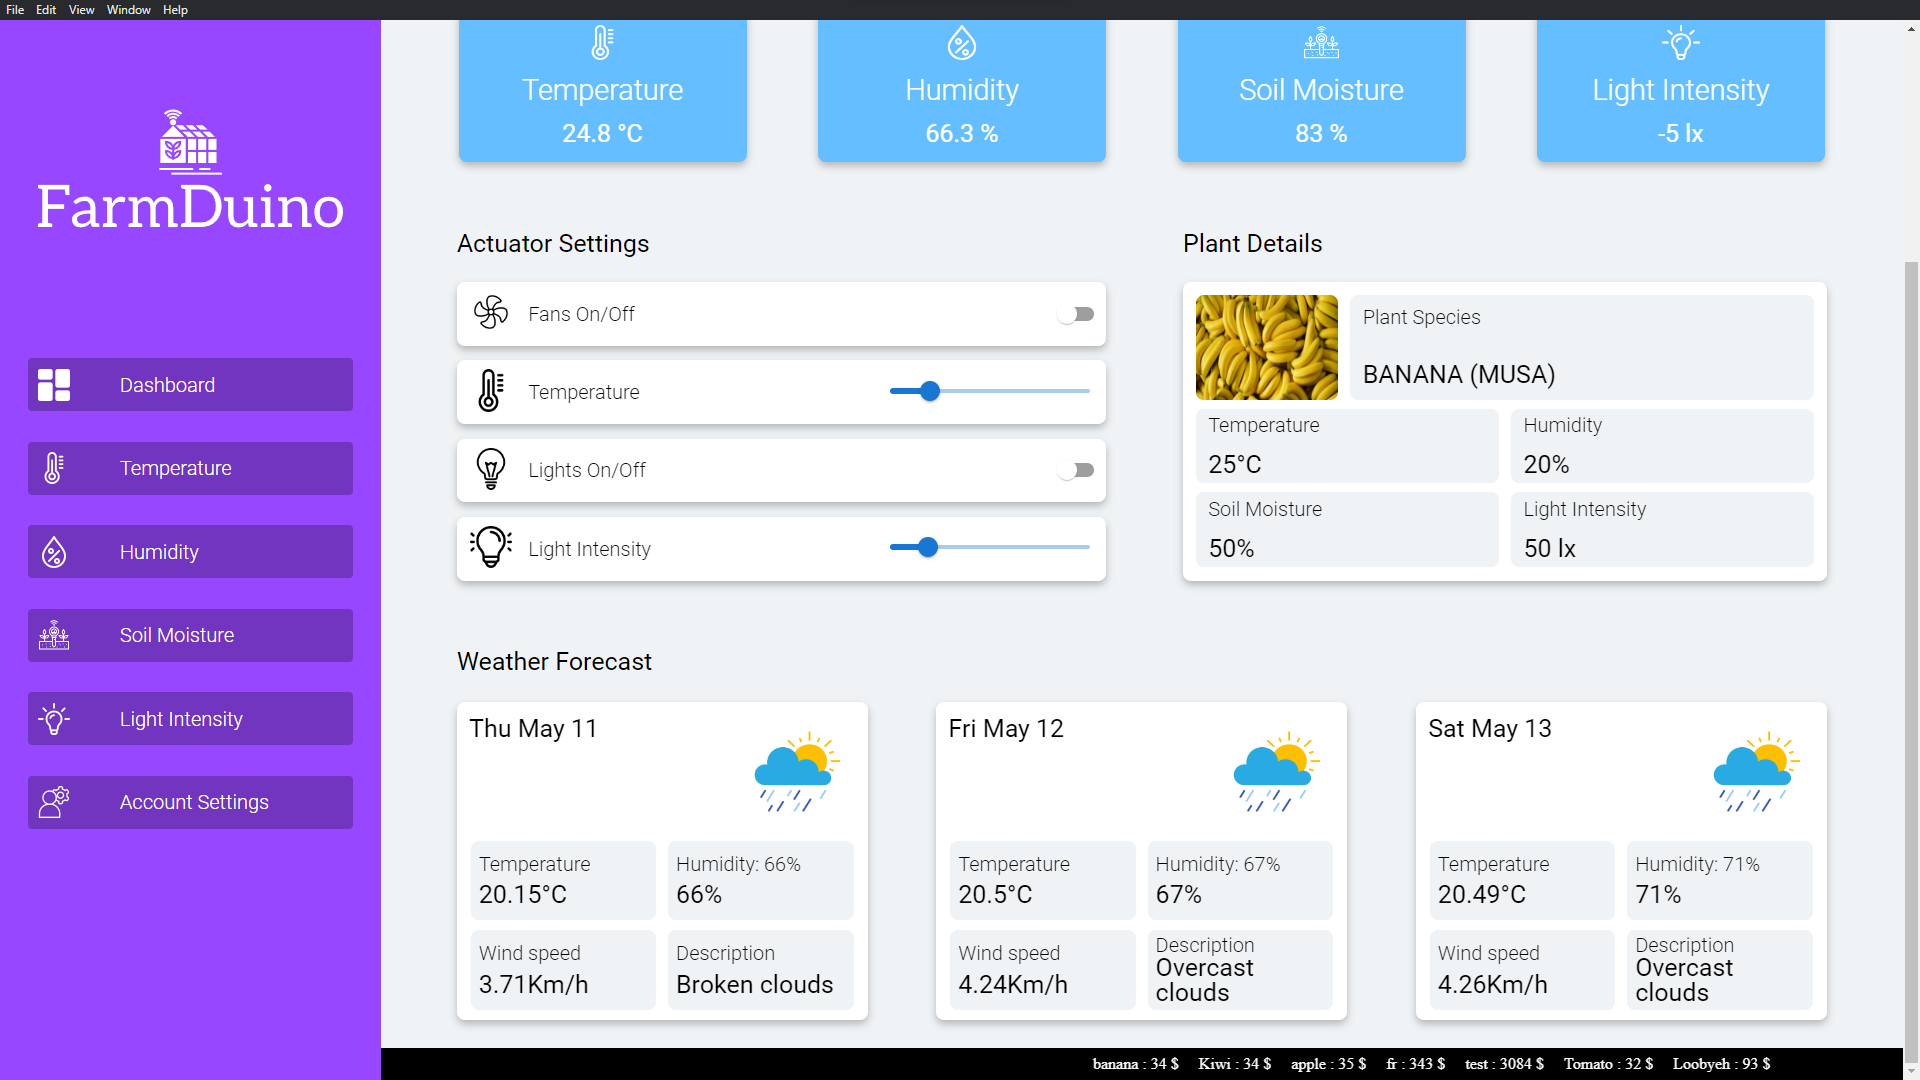 File Edit View Window Help
FarmDuino
Dashboard
Temperature
Humidity
Soil Moisture
Light Intensity
Account Settings
Temperature
24.8 °C
Humidity
66.3 %
Soil Moisture
83 %
Light Intensity
-5 lx
Actuator Settings
Fans On/Off
Temperature
Lights On/Off
Light Intensity
Plant Details
Plant Species
BANANA (MUSA)
Temperature
25°C
Humidity
20%
Soil Moisture
50%
Light Intensity
50 lx
Weather Forecast
Thu May 11
Temperature
20.15°C
Humidity: 66%
66%
Wind speed
3.71Km/h
Description
Broken clouds
Fri May 12
Temperature
20.5°C
Humidity: 67%
67%
Wind speed
4.24Km/h
Description
Overcast
clouds
Sat May 13
Temperature
20.49°C
Humidity: 71%
71%
Wind speed
4.26Km/h
Description
Overcast
clouds
banana : 34 $ Kiwi : 34 $ apple : 35 $ fr : 343 $ test : 3084 $ Tomato : 32 $ Loobyeh : 93 $